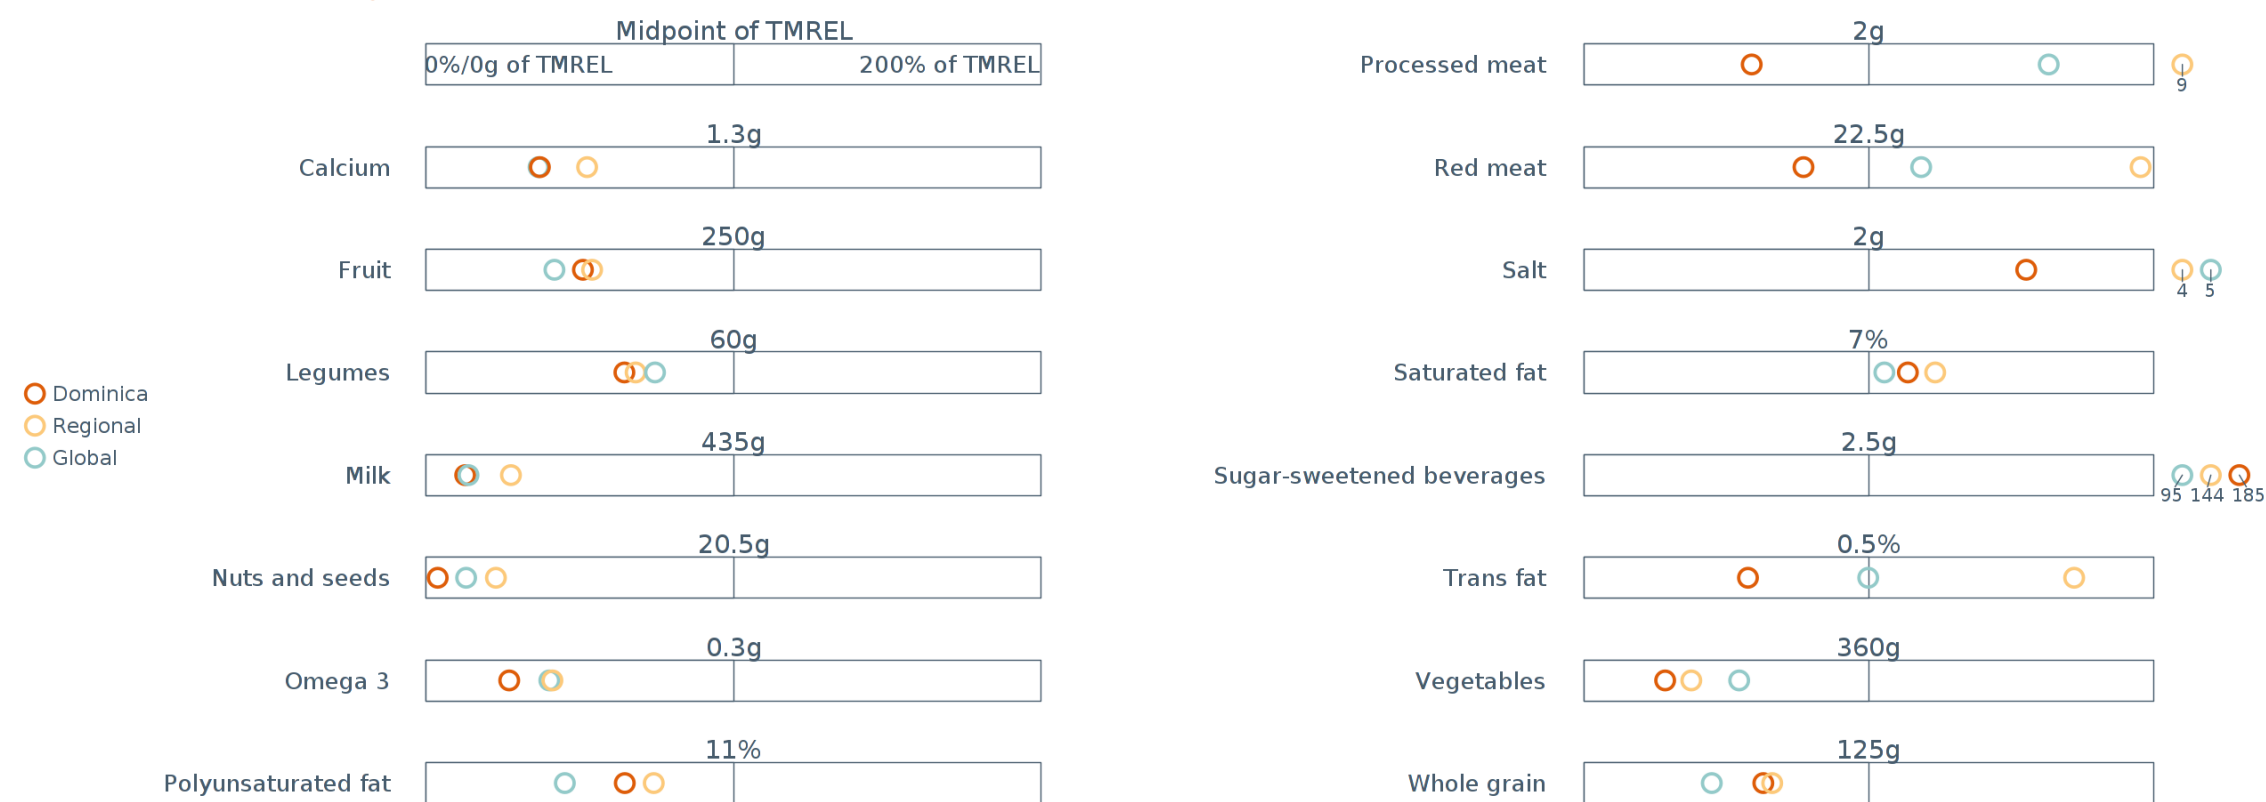 Midpoint of TMREL
0%/0g of TMREL 200% of TMREL
1.3g
Calcium
250g
Fruit
60g
Legumes
435g
Milk
20.5g
Nuts and seeds
0.3g
Omega 3
11%
Polyunsaturated fat
Dominica
Regional
Global
2g
Processed meat
9
22.5g
Red meat
2g
Salt
4 5
7%
Saturated fat
2.5g
Sugar-sweetened beverages
95 144 185
0.5%
Trans fat
360g
Vegetables
125g
Whole grain